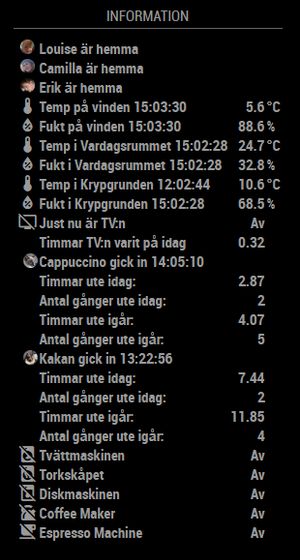 INFORMATION
Louise är hemma
Camilla är hemma
Erik är hemma
Temp på vinden 15:03:30 5.6 °C
Fukt på vinden 15:03:30 88.6 %
Temp i Vardagsrummet 15:02:28 24.7 °C
Fukt i Vardagsrummet 15:02:28 32.8 %
Temp i Krypgrunden 12:02:44 10.6 °C
Fukt i Krypgrunden 15:02:28 68.5 %
Just nu är TV:n Av
Timmar TV:n varit på idag 0.32
Cappuccino gick in 14:05:10
Timmar ute idag: 2.87
Antal gånger ute idag: 2
Timmar ute igår: 4.07
Antal gånger ute igår: 5
Kakan gick in 13:22:56
Timmar ute idag: 7.44
Antal gånger ute idag: 2
Timmar ute igår: 11.85
Antal gånger ute igår: 4
Tvättmaskinen Av
Torkskåpet Av
Diskmaskinen Av
Coffee Maker Av
Espresso Machine Av